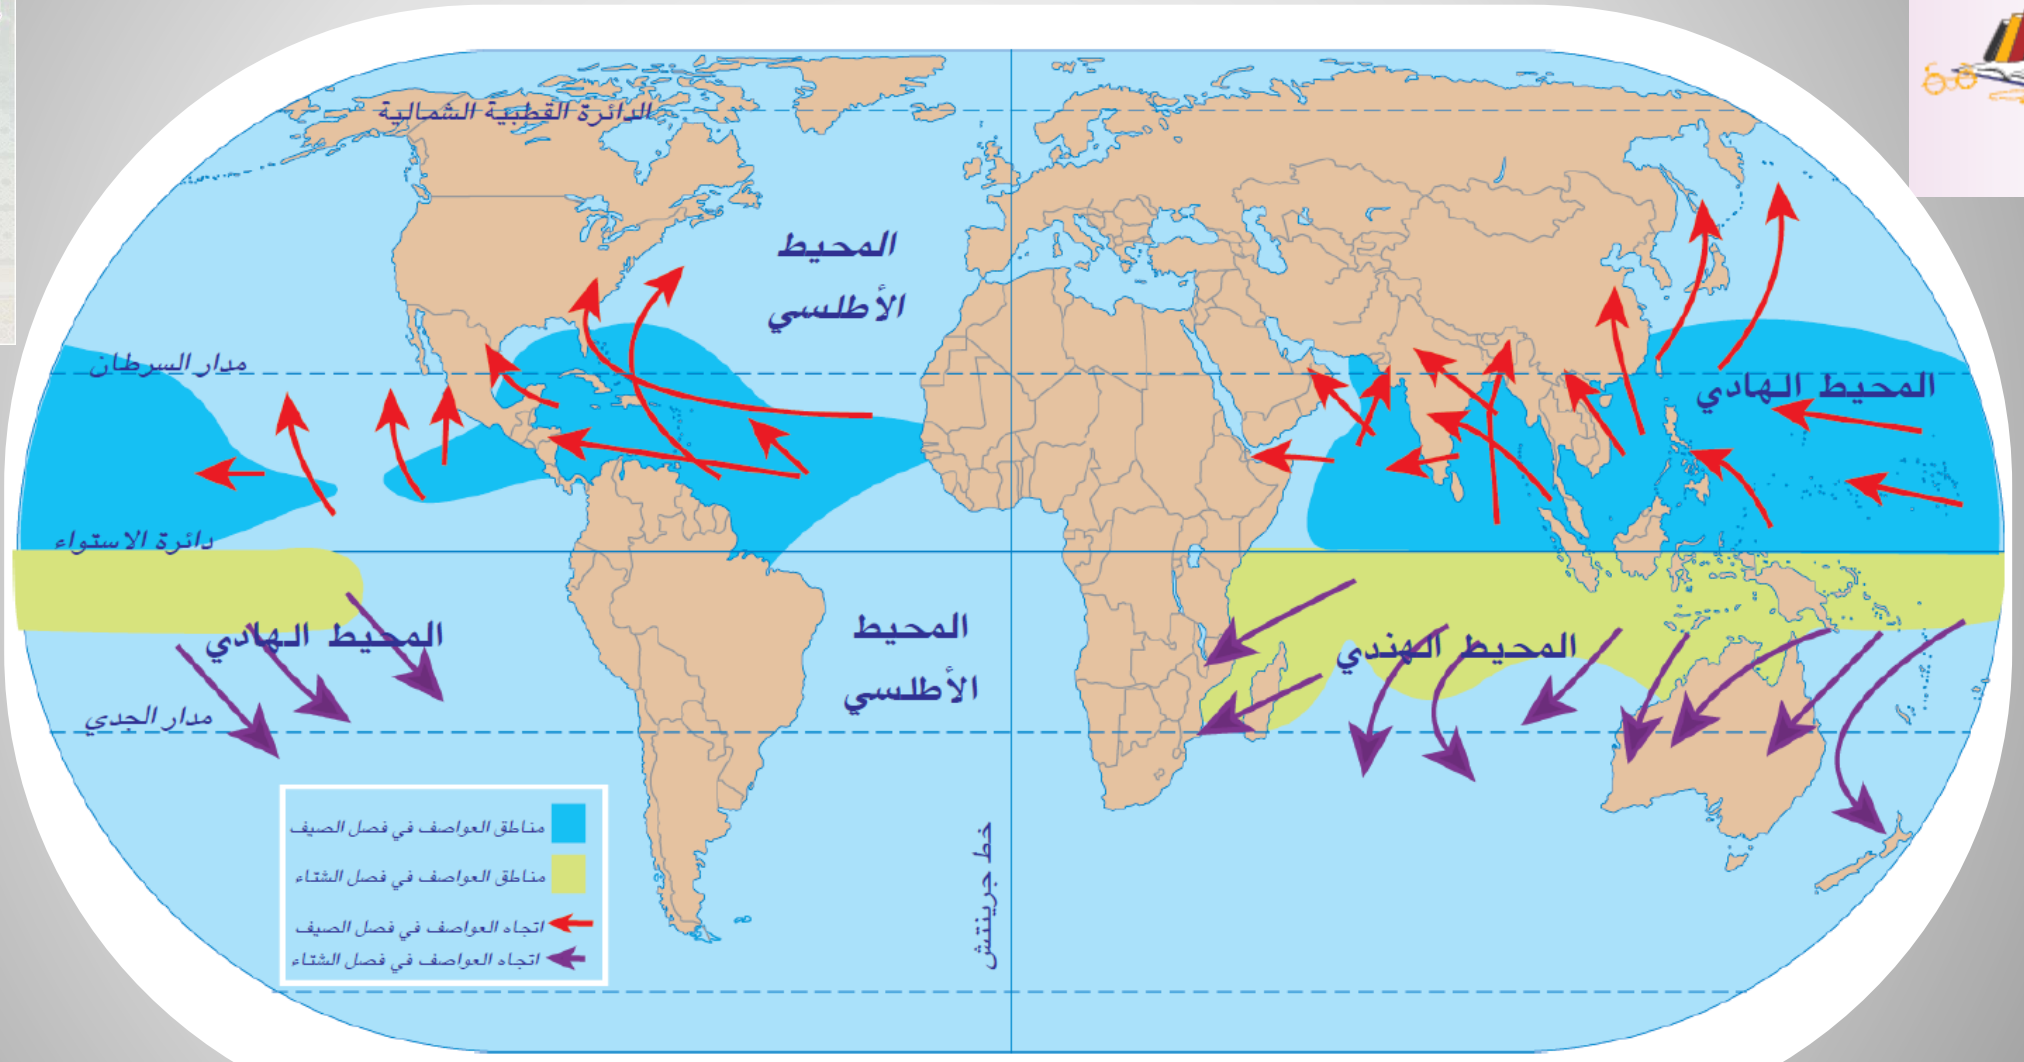 الدائرة القطبية الشمالية
المحيط
الأطلسي
مدار السرطان
المحيط الهادي
دائرة الاستواء
المحيط الهادي
المحيط
الأطلسي
المحيط الهندي
مدار الجدي
خط جرينتش
مناطق العواصف في فصل الصيف
مناطق العواصف في فصل الشتاء
اتجاه العواصف في فصل الصيف
اتجاه العواصف في فصل الشتاء